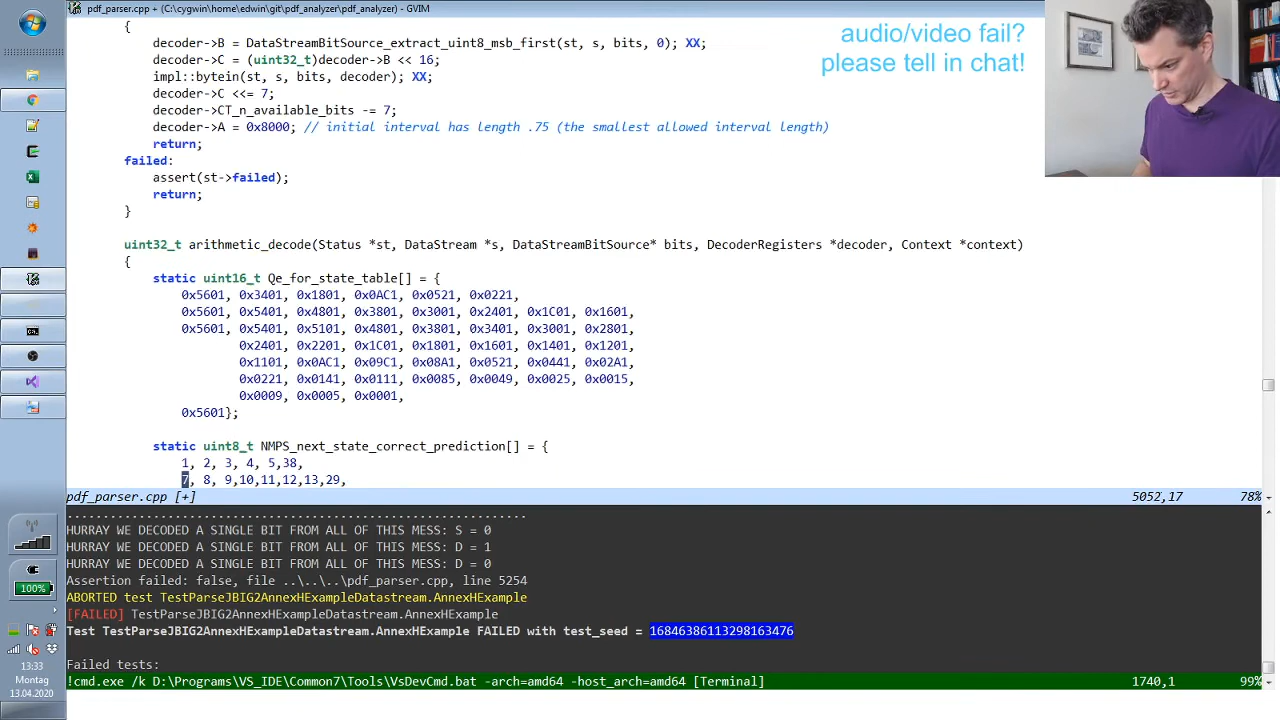 pdf_parser.cpp + (C:\cygwin\home\edwin\git\pdf_analyzer\pdf_analyzer) - GVIM
audio/video fail?
please tell in chat!
{
decoder->B = DataStreamBitSource_extract_uint8_msb_first(st, s, bits, 0); XX;
decoder->C = (uint32_t)decoder->B << 16;
impl::bytein(st, s, bits, decoder); XX;
decoder->C <<= 7;
decoder->CT_n_available_bits -= 7;
decoder->A = 0x8000; // initial interval has length .75 (the smallest allowed interval length)
return;
failed:
assert(st->failed);
return;
}
uint32_t arithmetic_decode(Status *st, DataStream *s, DataStreamBitSource* bits, DecoderRegisters *decoder, Context *context)
{
static uint16_t Qe_for_state_table[] = {
0x5601, 0x3401, 0x1801, 0x0AC1, 0x0521, 0x0221,
0x5601, 0x5401, 0x4801, 0x3801, 0x3001, 0x2401, 0x1C01, 0x1601,
0x5601, 0x5401, 0x5101, 0x4801, 0x3801, 0x3401, 0x3001, 0x2801,
0x2401, 0x2201, 0x1C01, 0x1801, 0x1601, 0x1401, 0x1201,
0x1101, 0x0AC1, 0x09C1, 0x08A1, 0x0521, 0x0441, 0x02A1,
0x0221, 0x0141, 0x0111, 0x0085, 0x0049, 0x0025, 0x0015,
0x0009, 0x0005, 0x0001,
0x5601};
static uint8_t NMPS_next_state_correct_prediction[] = {
1, 2, 3, 4, 5,38,
7, 8, 9,10,11,12,13,29,
pdf_parser.cpp [+] 5052,17 78%
HURRAY WE DECODED A SINGLE BIT FROM ALL OF THIS MESS: S = 0
HURRAY WE DECODED A SINGLE BIT FROM ALL OF THIS MESS: D = 1
HURRAY WE DECODED A SINGLE BIT FROM ALL OF THIS MESS: D = 0
Assertion failed: false, file ..\..\..\pdf_parser.cpp, line 5254
ABORTED test TestParseJBIG2AnnexHExampleDatastream.AnnexHExample
[FAILED] TestParseJBIG2AnnexHExampleDatastream.AnnexHExample
Test TestParseJBIG2AnnexHExampleDatastream.AnnexHExample FAILED with test_seed = 16846386113298163476
Failed tests:
!cmd.exe /k D:\Programs\VS_IDE\Common7\Tools\VsDevCmd.bat -arch=amd64 -host_arch=amd64 [Terminal] 1740,1 99%
100%
13:33
Montag
13.04.2020